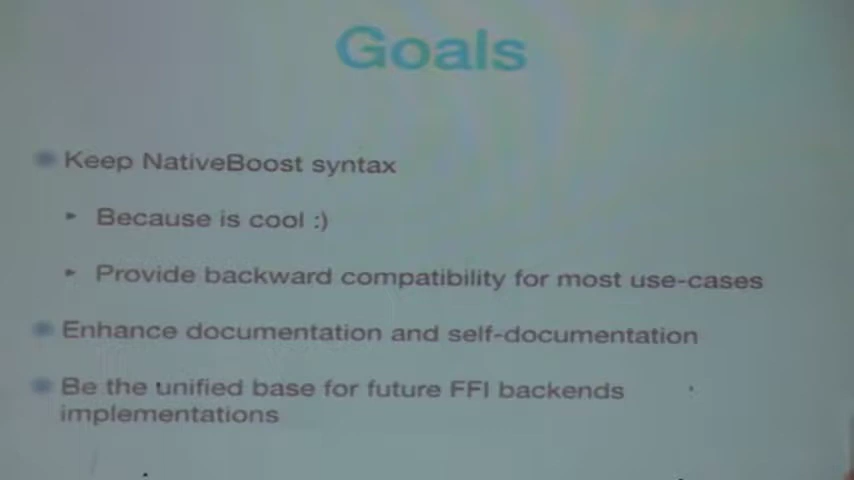 Goals
Keep NativeBoost syntax
Because is cool :)
Provide backward compatibility for most use-cases
Enhance documentation and self-documentation
Be the unified base for future FFI backends
implementations